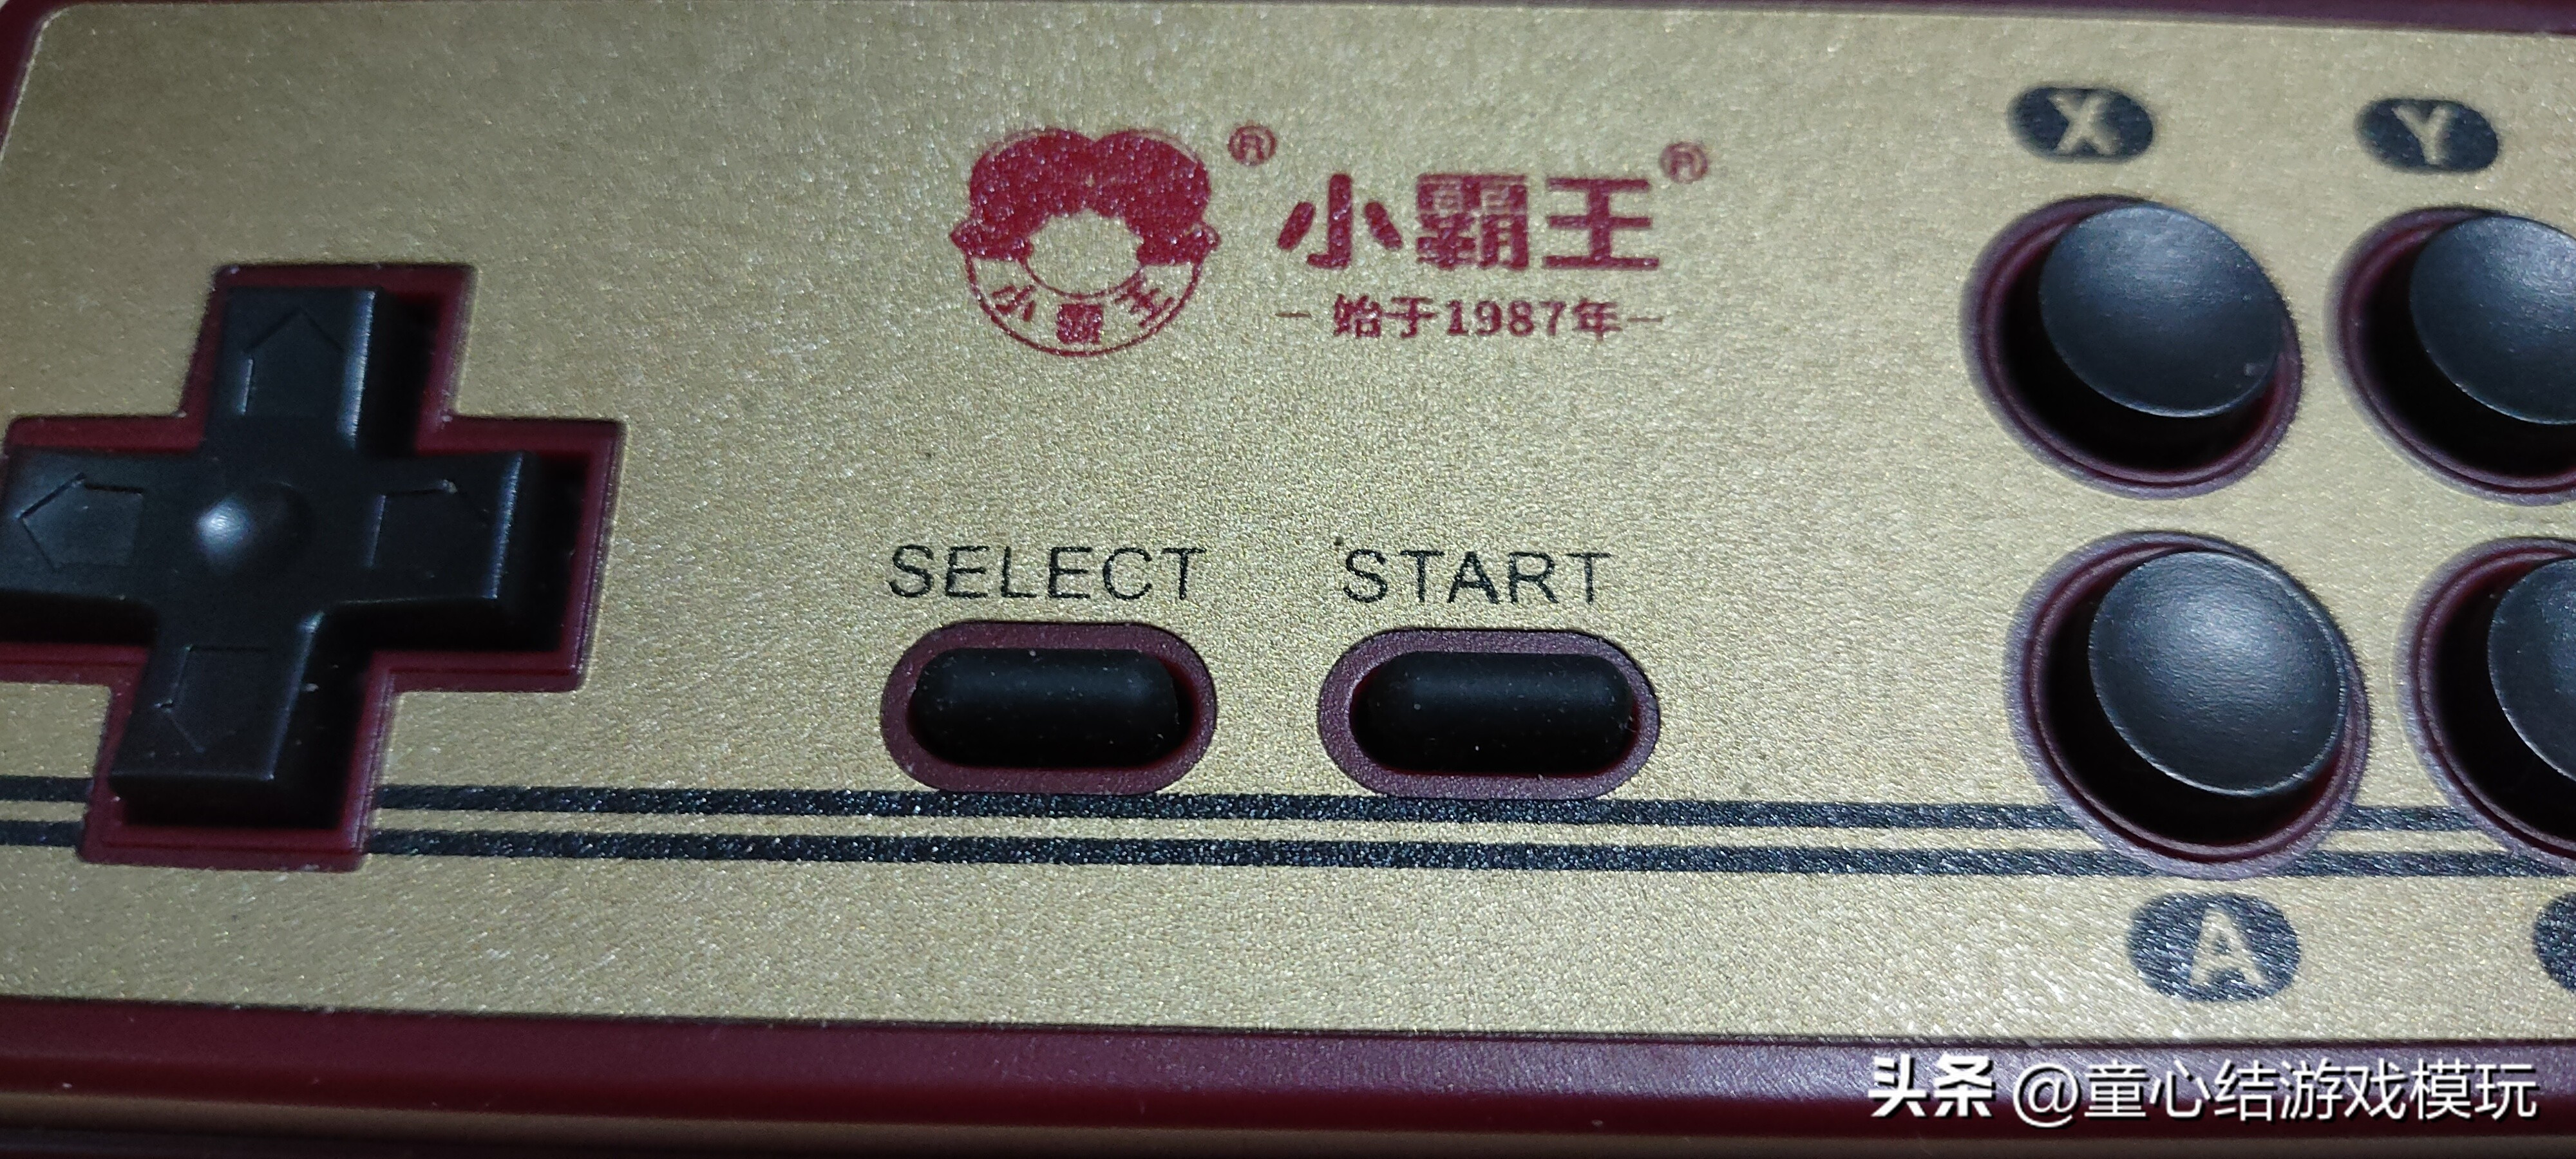 X Y
小霸王® 小霸王®
-始于1987年-
SELECT START
A
头条 @童心结游戏模玩